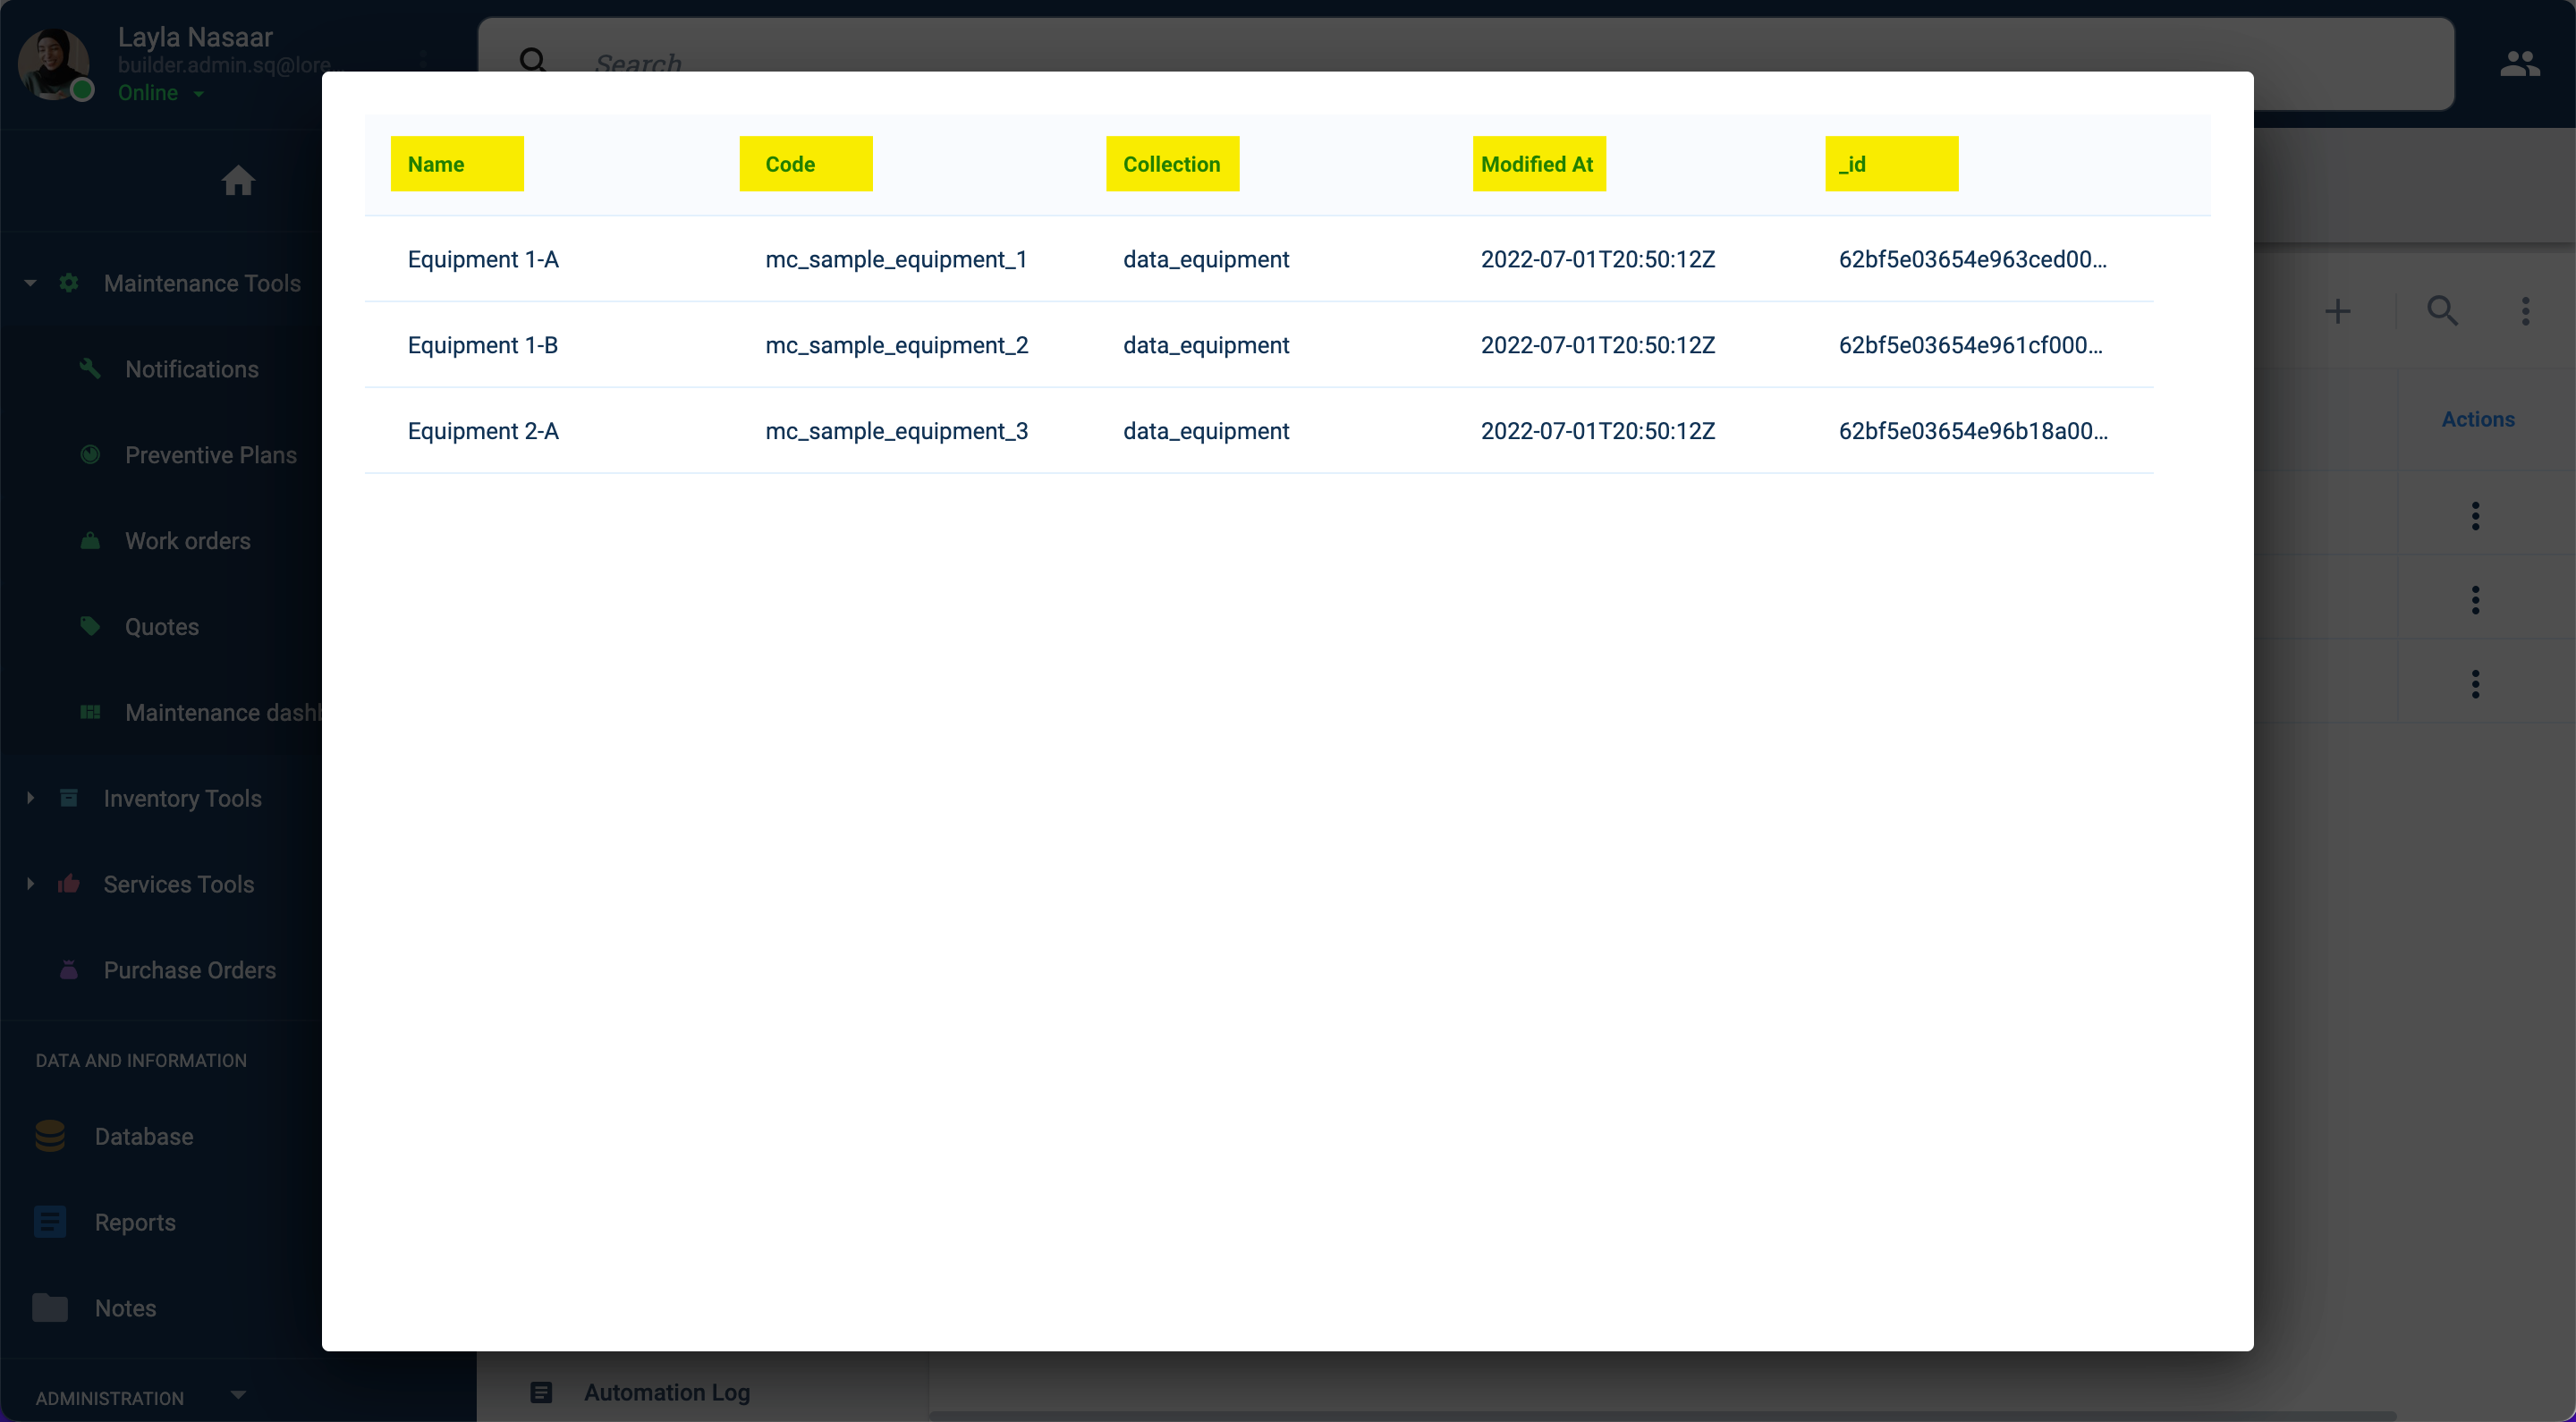 Layla Nasaar
builder.admin.sq@lore...
Online
Search
Name Code Collection Modified At _id
Equipment 1-A mc_sample_equipment_1 data_equipment 2022-07-01T20:50:12Z 62bf5e03654e963ced00...
Equipment 1-B mc_sample_equipment_2 data_equipment 2022-07-01T20:50:12Z 62bf5e03654e961cf000...
Equipment 2-A mc_sample_equipment_3 data_equipment 2022-07-01T20:50:12Z 62bf5e03654e96b18a00...
Maintenance Tools
Notifications
Preventive Plans
Work orders
Quotes
Maintenance dash
Inventory Tools
Services Tools
Purchase Orders
DATA AND INFORMATION
Database
Reports
Notes
ADMINISTRATION
Actions
Automation Log